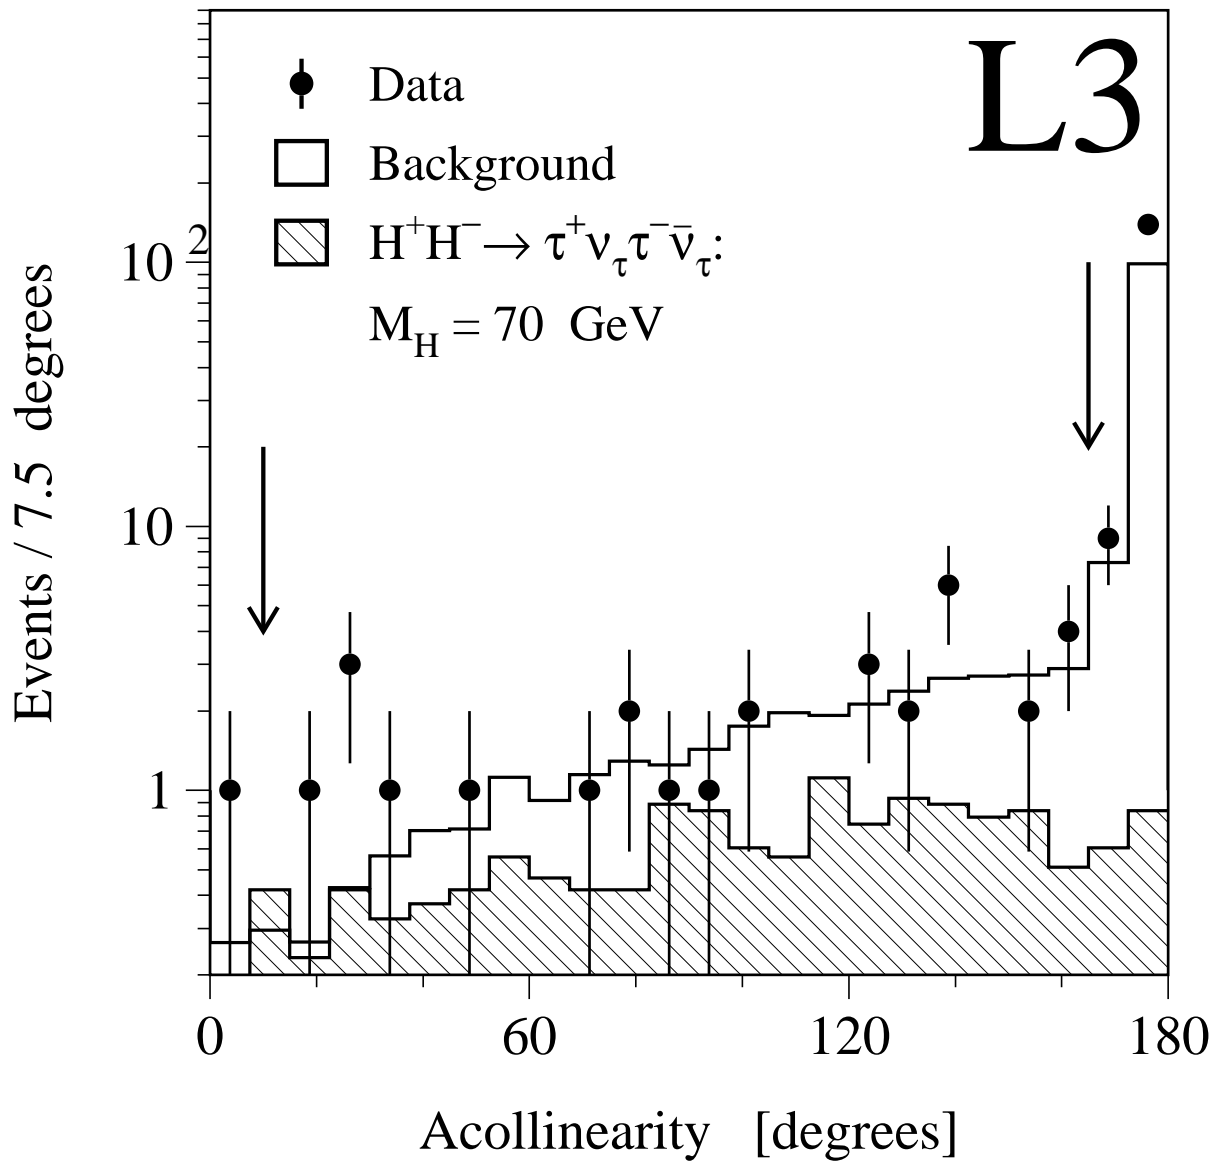 L3
Data
Background
H⁺H⁻→ τ⁺ν_τ τ⁻ν̄_τ:
M_H = 70 GeV
10²
10
1
Events / 7.5 degrees
0 60 120 180
Acollinearity [degrees]